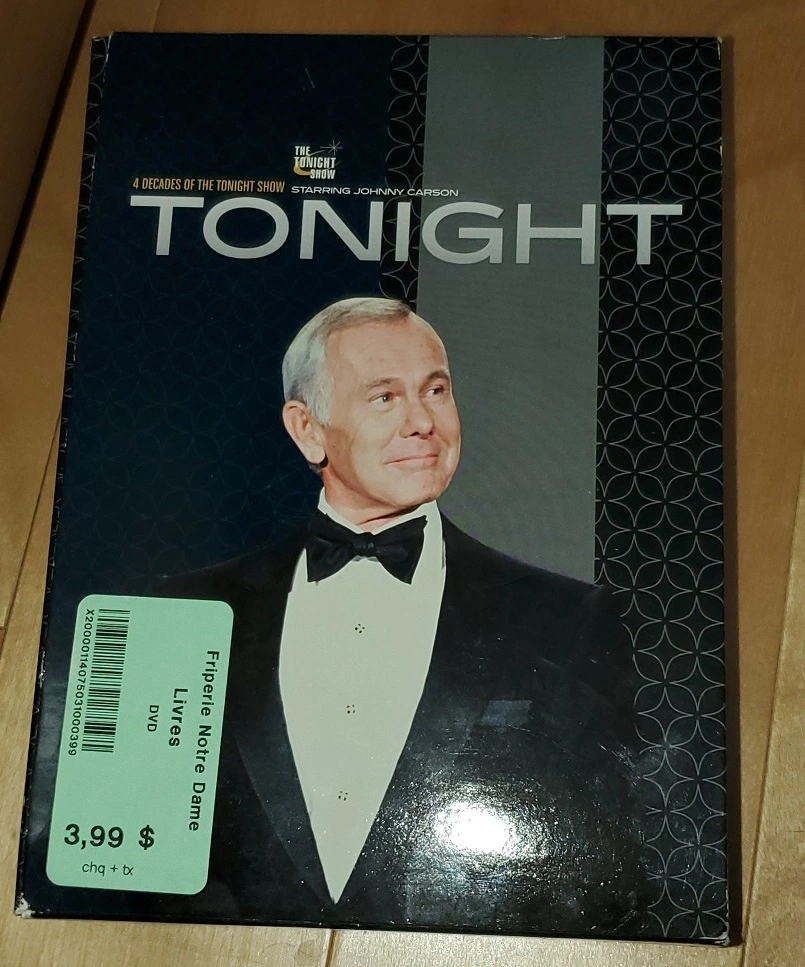 THE
TONIGHT
SHOW
4 DECADES OF THE TONIGHT SHOW STARRING JOHNNY CARSON
TONIGHT
Friperie Notre Dame
Livres
DVD
X20000114075031000399
3,99 $
chq + tx